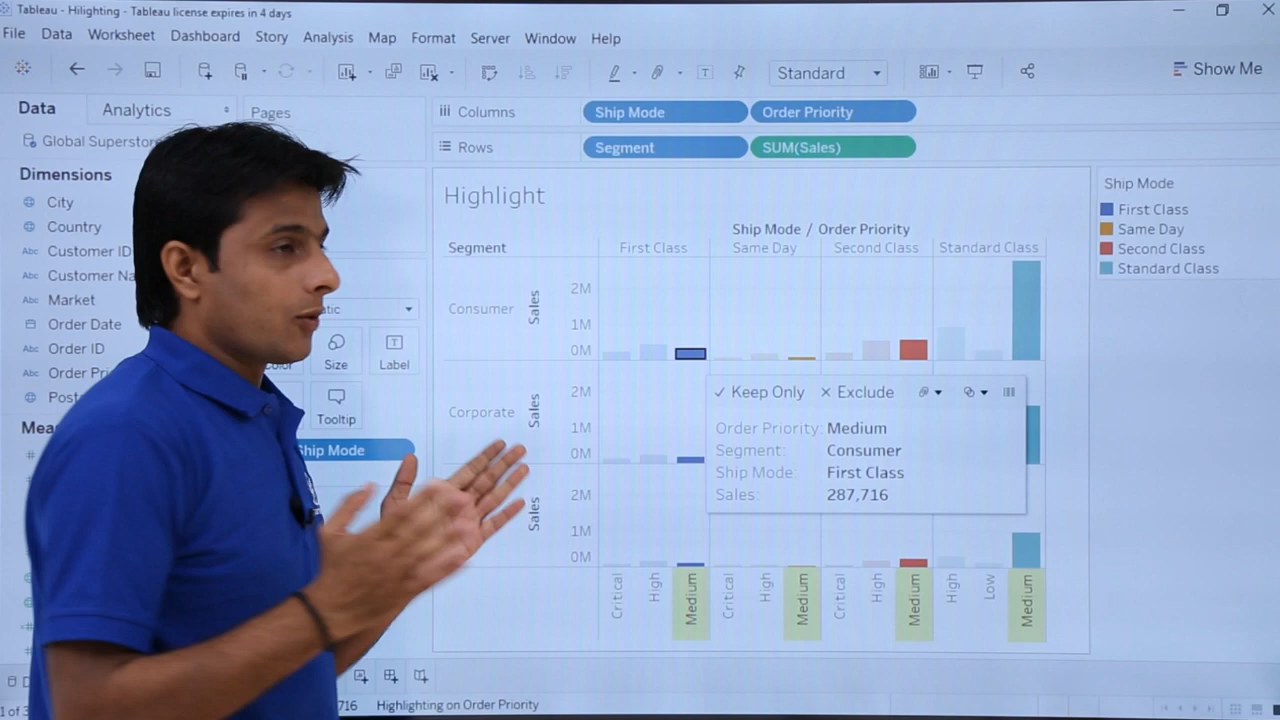 Tableau - Hilighting - Tableau license expires in 4 days
File Data Worksheet Dashboard Story Analysis Map Format Server Window Help
Standard
Show Me
Data Analytics Pages
Columns Ship Mode Order Priority
Global Superstor
Rows Segment SUM(Sales)
Dimensions
City
Country
Abc Customer ID
Abc Customer Na
Abc Market
Order Date
Abc Order ID
Abc Order Pri
Size Label
Tooltip
Ship Mode
Highlight
Ship Mode / Order Priority
Segment First Class Same Day Second Class Standard Class
Consumer Sales 2M 1M 0M
Corporate Sales 2M 1M 0M
Sales 2M 1M 0M
Critical High Medium Critical High Medium Critical High Medium High Low Medium
Keep Only Exclude
Order Priority: Medium
Segment: Consumer
Ship Mode: First Class
Sales: 287,716
Ship Mode
First Class
Same Day
Second Class
Standard Class
716 Highlighting on Order Priority